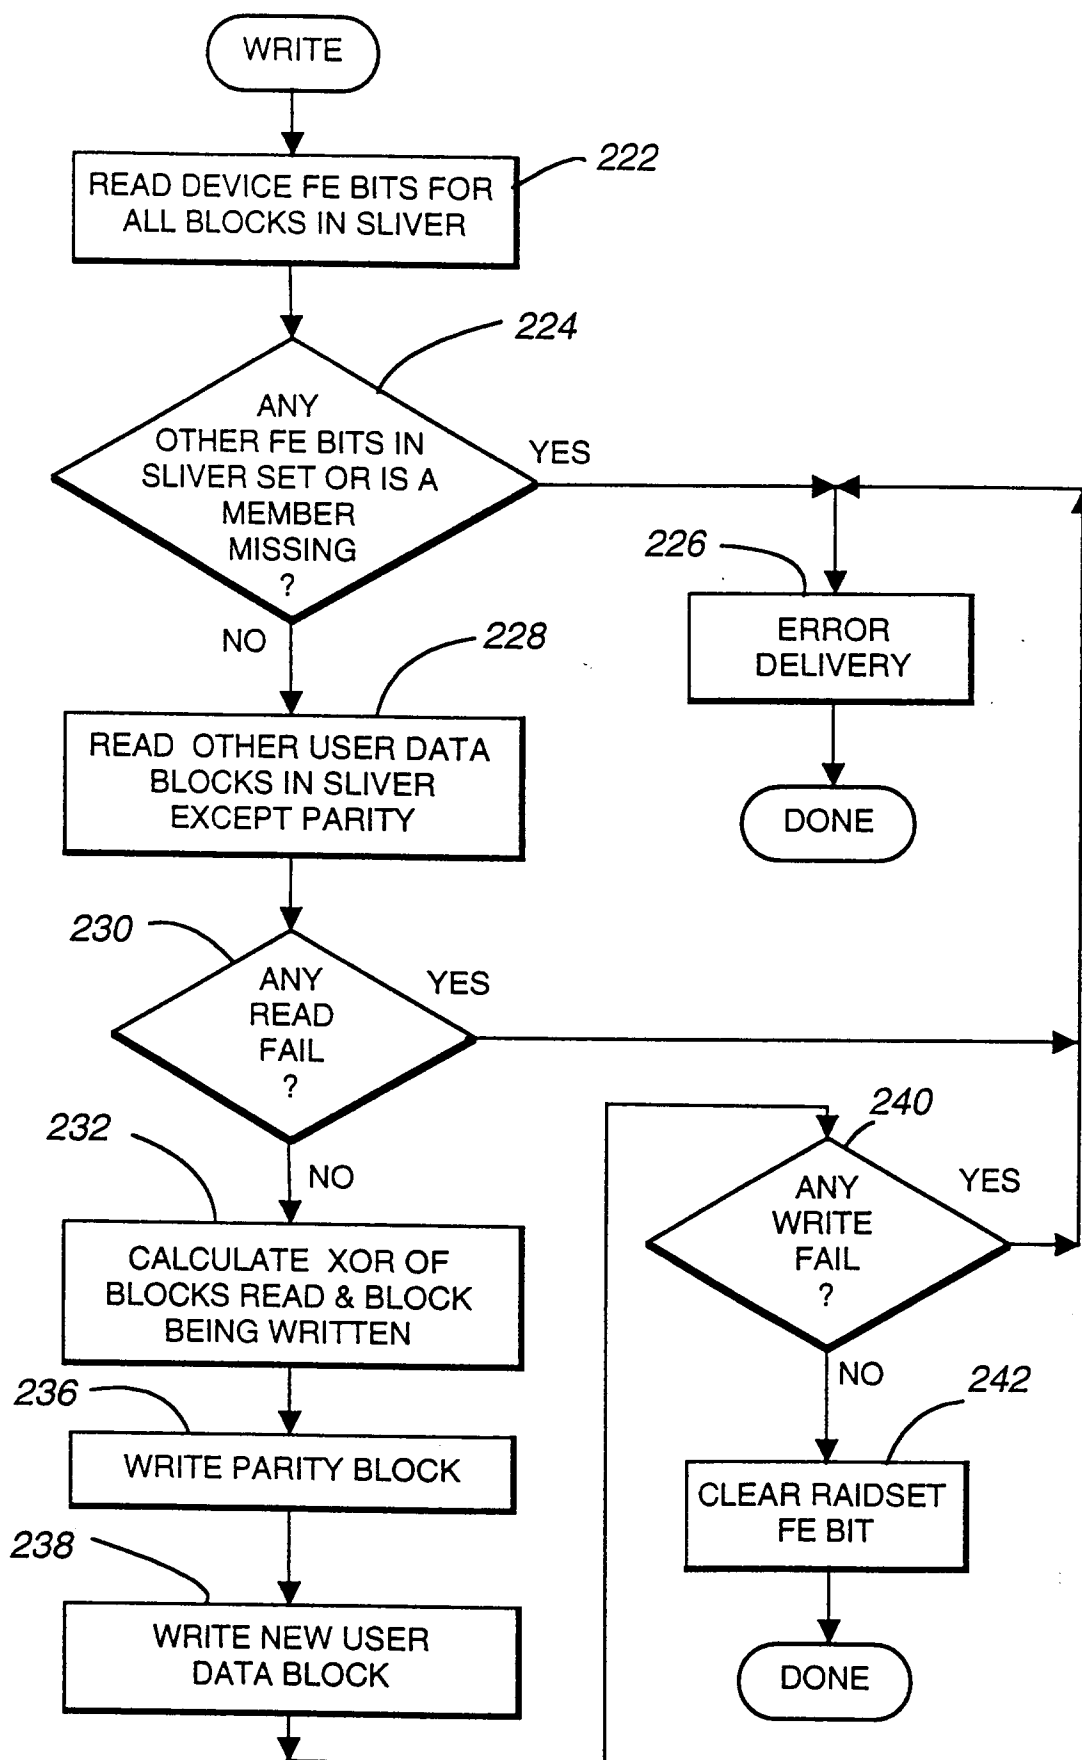 WRITE
222
READ DEVICE FE BITS FOR
ALL BLOCKS IN SLIVER
224
ANY
OTHER FE BITS IN
SLIVER SET OR IS A
MEMBER
MISSING
?
YES
NO
226
ERROR
DELIVERY
DONE
228
READ OTHER USER DATA
BLOCKS IN SLIVER
EXCEPT PARITY
230
ANY
READ
FAIL
?
YES
NO
232
CALCULATE XOR OF
BLOCKS READ & BLOCK
BEING WRITTEN
236
WRITE PARITY BLOCK
238
WRITE NEW USER
DATA BLOCK
240
ANY
WRITE
FAIL
?
YES
NO
242
CLEAR RAIDSET
FE BIT
DONE